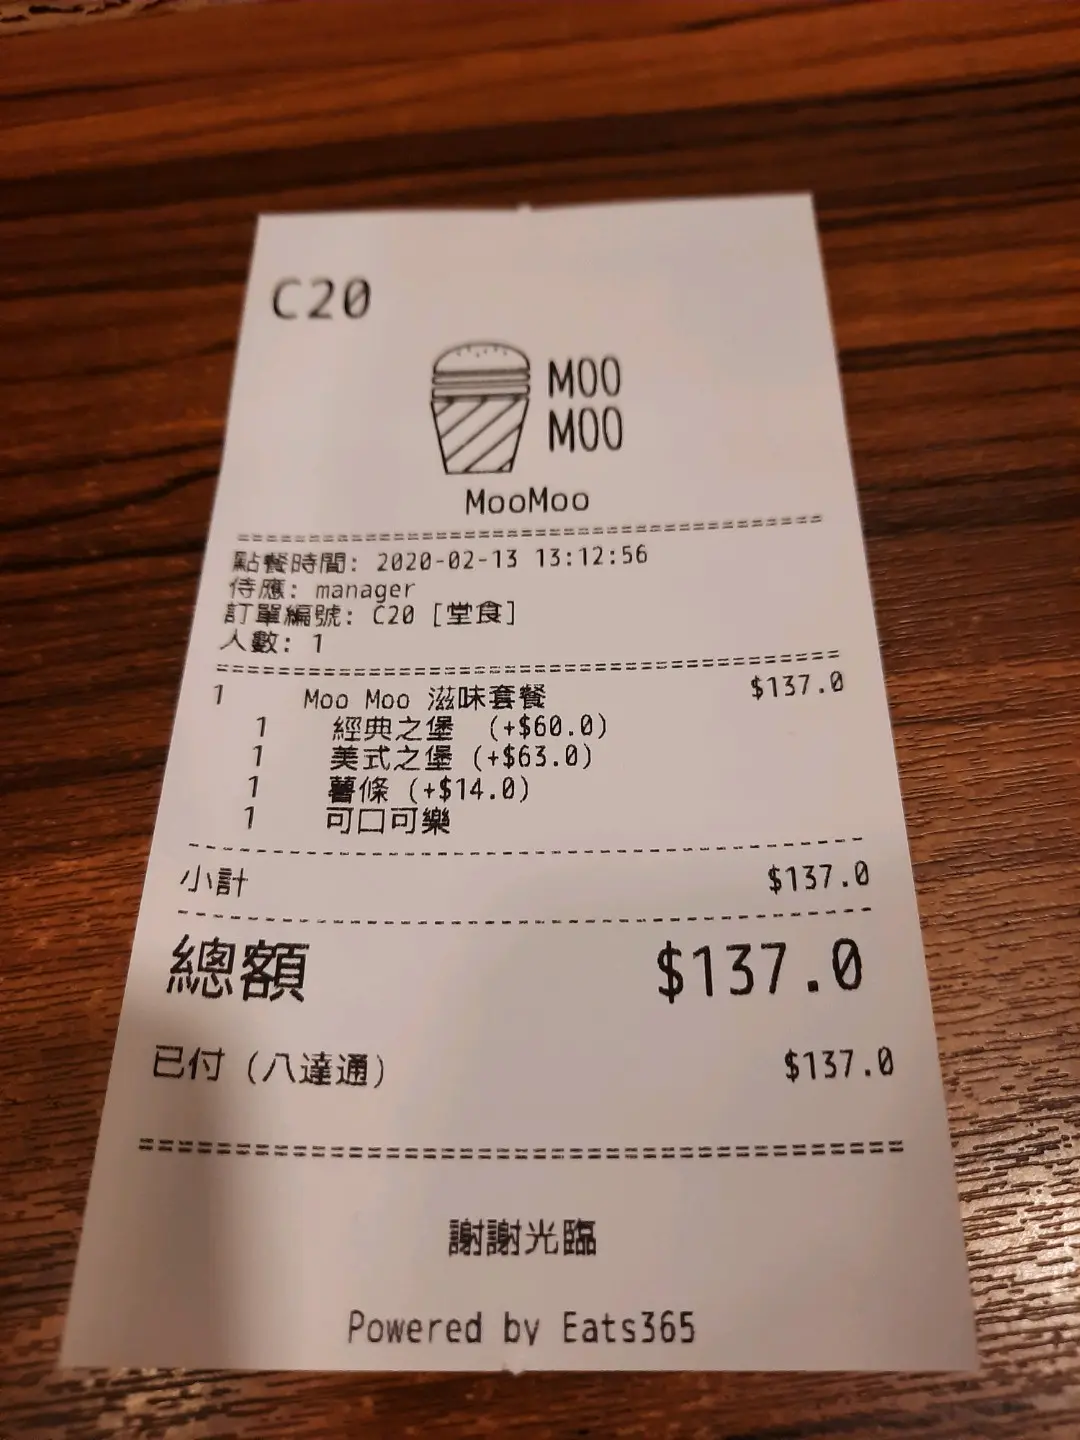 C20
MOO
MOO
MooMoo
點餐時間: 2020-02-13 13:12:56
侍應: manager
訂單編號: C20 [堂食]
人數: 1
1 Moo Moo 滋味套餐 $137.0
1 經典之堡 (+$60.0)
1 美式之堡 (+$63.0)
1 薯條 (+$14.0)
1 可口可樂
小計 $137.0
總額 $137.0
已付 (八達通) $137.0
謝謝光臨
Powered by Eats365